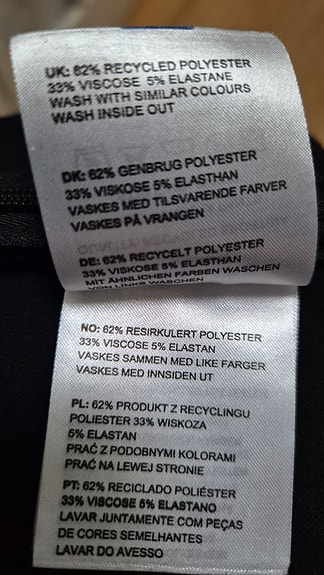 UK: 62% RECYCLED POLYESTER
33% VISCOSE 5% ELASTANE
WASH WITH SIMILAR COLOURS
WASH INSIDE OUT
DK: 62% GENBRUG POLYESTER
33% VISKOSE 5% ELASTHAN
VASKES MED TILSVARENDE FARVER
VASKES PÅ VRANGEN
DE: 62% RECYCELT POLYESTER
33% VISKOSE 5% ELASTHAN
MIT ÄHNLICHEN FARBEN WASCHEN
VON LINKS WASCHEN
NO: 62% RESIRKULERT POLYESTER
33% VISCOSE 5% ELASTAN
VASKES SAMMEN MED LIKE FARGER
VASKES MED INNSIDEN UT
PL: 62% PRODUKT Z RECYCLINGU
POLIESTER 33% WISKOZA
5% ELASTAN
PRAĆ Z PODOBNYMI KOLORAMI
PRAĆ NA LEWEJ STRONIE
PT: 62% RECICLADO POLIÉSTER
33% VISCOSE 5% ELASTANO
LAVAR JUNTAMENTE COM PEÇAS
DE CORES SEMELHANTES
LAVAR DO AVESSO